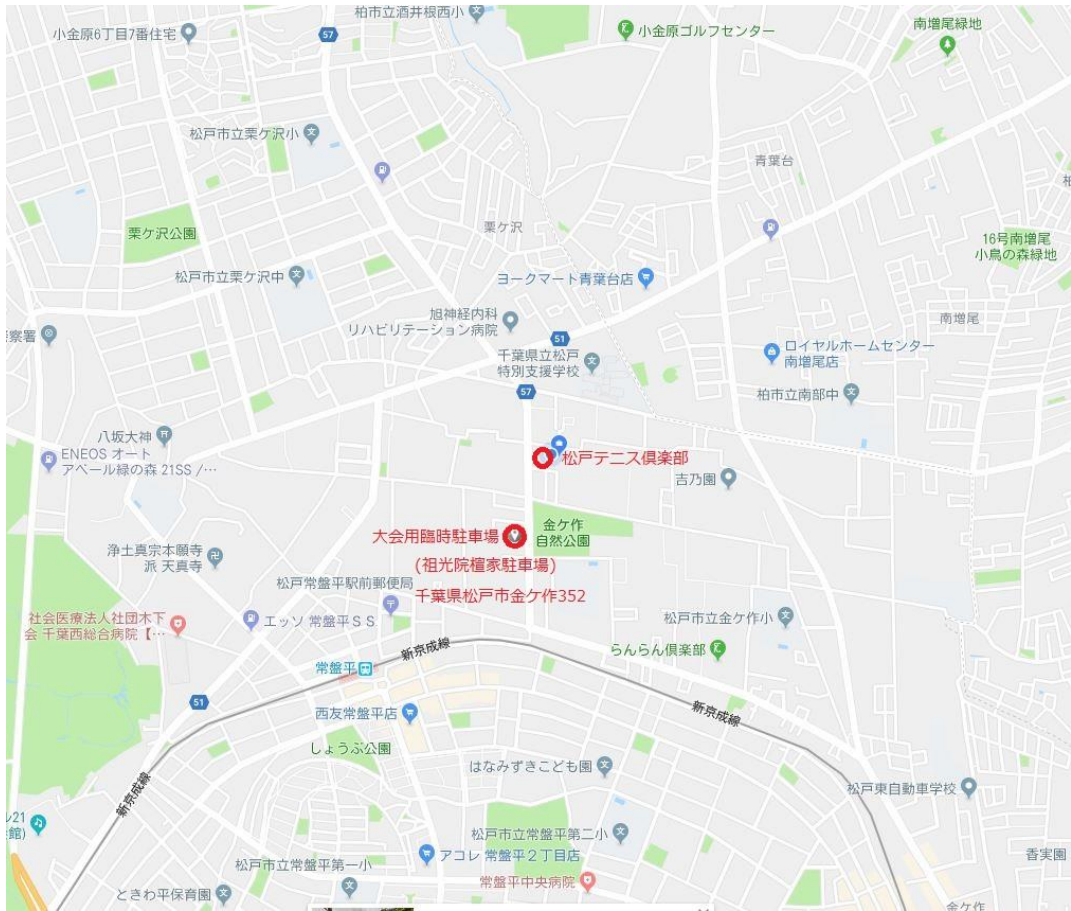 柏市立酒井根西小
小金原6丁目7番住宅
57
小金原ゴルフセンター
南増尾緑地
松戸市立栗ケ沢小
青葉台
栗ケ沢公園
栗ケ沢
16号南増尾
小鳥の森緑地
松戸市立栗ケ沢中
ヨークマート青葉台店
旭神経内科
リハビリテーション病院
南増尾
察署
51
千葉県立松戸
特別支援学校
ロイヤルホームセンター
南増尾店
57
柏市立南部中
八坂大神
ENEOS オート
アベール緑の森 21SS /…
松戸テニス倶楽部
吉乃園
大会用臨時駐車場
金ケ作
自然公園
(祖光院檀家駐車場)
千葉県松戸市金ケ作352
浄土真宗本願寺
派 天真寺
松戸常盤平駅前郵便局
社会医療法人社団木下
会 千葉西総合病院【…
エッソ 常盤平ＳＳ
松戸市立金ケ作小
らんらん倶楽部
新京成線
常盤平
51
西友常盤平店
新京成線
しょうぶ公園
はなみずきこども園
新京成線
松戸東自動車学校
21
館)
松戸市立常盤平第二小
アコレ 常盤平２丁目店
香実園
松戸市立常盤平第一小
常盤平中央病院
ときわ平保育園
金ケ作